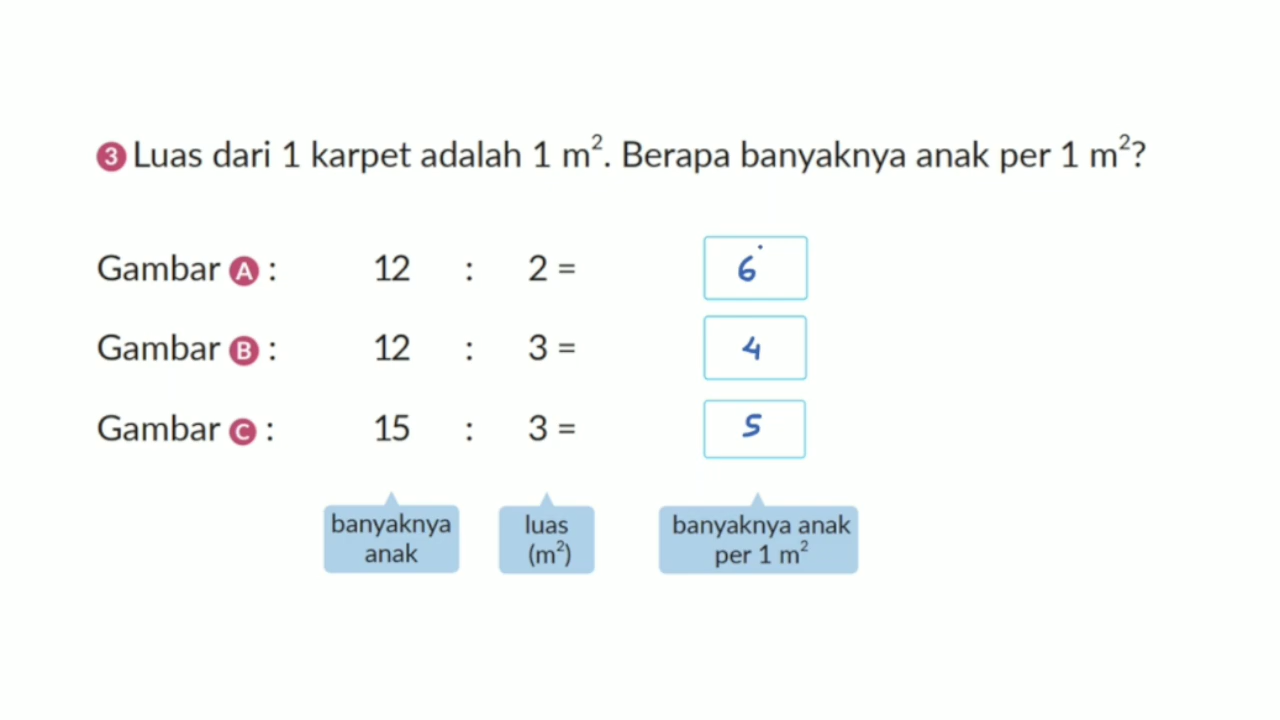 3 Luas dari 1 karpet adalah 1 m². Berapa banyaknya anak per 1 m²?
Gambar A : 12 : 2 = 6
Gambar B : 12 : 3 = 4
Gambar C : 15 : 3 = 5
banyaknya anak
luas (m²)
banyaknya anak per 1 m²